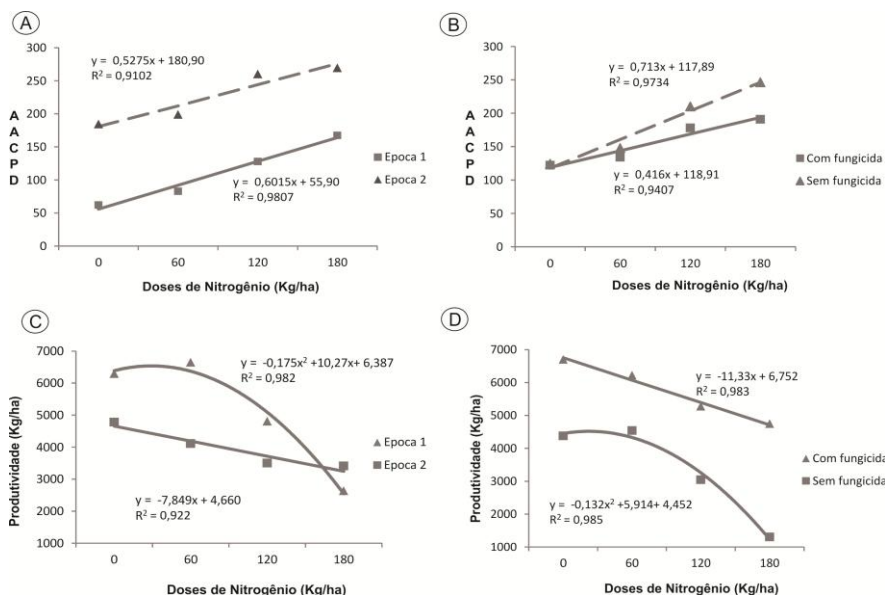 A
y = 0,5275x + 180,90
R² = 0,9102
300
250
200
150
100
50
0
A
A
C
P
D
y = 0,6015x + 55,90
R² = 0,9807
Epoca 1
Epoca 2
0 60 120 180
Doses de Nitrogênio (Kg/ha)
B
y = 0,713x + 117,89
R² = 0,9734
300
250
200
150
100
50
0
A
A
C
P
D
y = 0,416x + 118,91
R² = 0,9407
Com fungicida
Sem fungicida
0 60 120 180
Doses de Nitrogênio (Kg/ha)
C
y = -0,175x² +10,27x+ 6,387
R² = 0,982
7000
6000
5000
4000
3000
2000
1000
Produtividade (Kg/ha)
Epoca 1
Epoca 2
y = -7,849x + 4,660
R² = 0,922
0 60 120 180
Doses de Nitrogênio (Kg/ha)
D
7000
6000
5000
4000
3000
2000
1000
Produtividade (Kg/ha)
y = -11,33x + 6,752
R² = 0,983
Com fungicida
Sem fungicida
y = -0,132x² +5,914+ 4,452
R² = 0,985
0 60 120 180
Doses de Nitrogênio (Kg/ha)